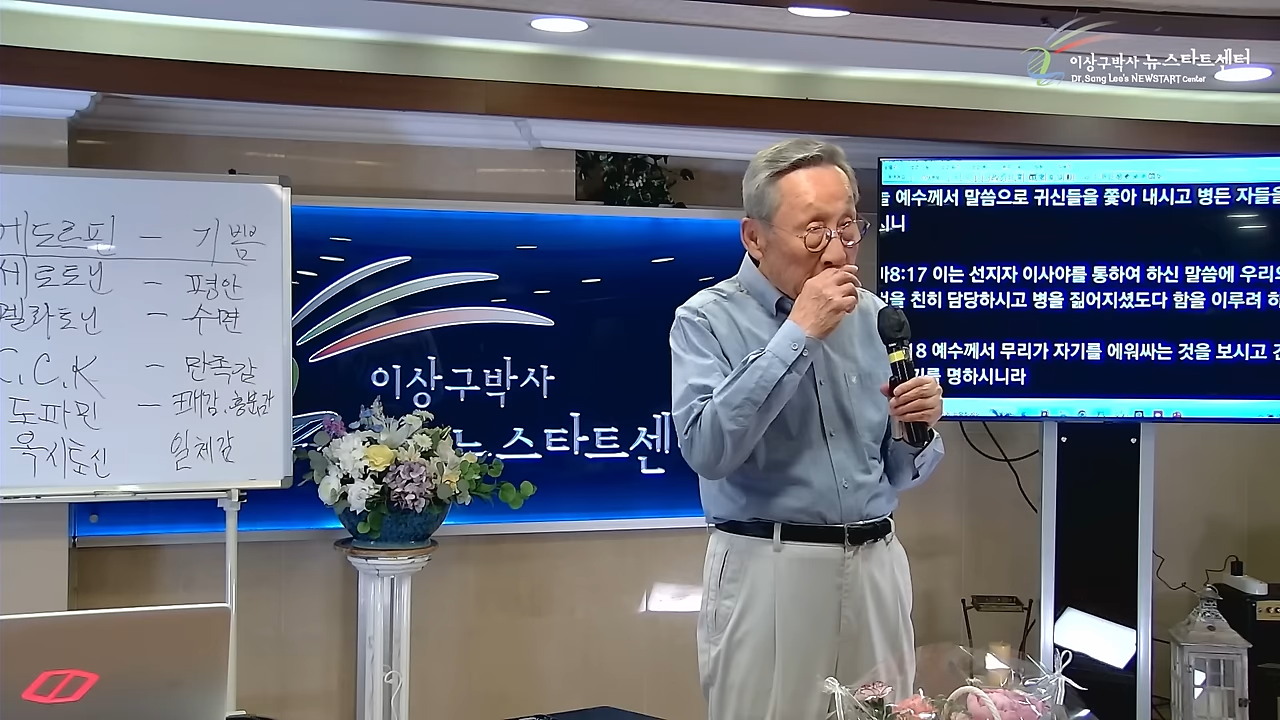 이상구박사 뉴스타트센터
Dr. Sang Lee's NEWSTART Center
에도르핀 — 기쁨
세로토닌 — 평안
멜라토닌 — 수면
C.C.K — 만족감
도파민 — 쾌감, 흥분감
옥시토신 일체감
이상구박사
뉴스타트센
예수께서 말씀으로 귀신들을 쫓아 내시고 병든 자들을
시니
8:17 이는 선지자 이사야를 통하여 하신 말씀에 우리의
친히 담당하시고 병을 짊어지셨도다 함을 이루려 하
18 예수께서 무리가 자기를 에워싸는 것을 보시고 건
명하시니라